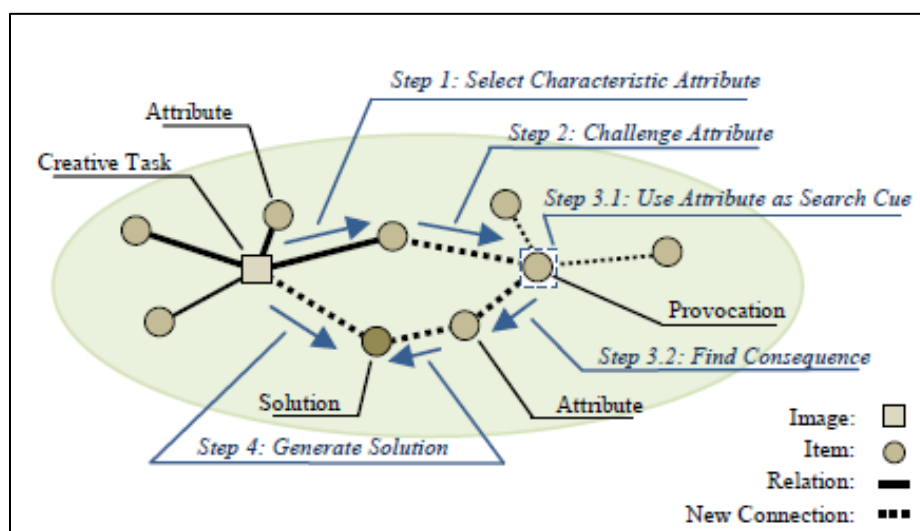 Step 1: Select Characteristic Attribute
Attribute
Step 2: Challenge Attribute
Creative Task
Step 3.1: Use Attribute as Search Cue
Provocation
Step 3.2: Find Consequence
Solution
Attribute
Step 4: Generate Solution
Image:
Item:
Relation:
New Connection: